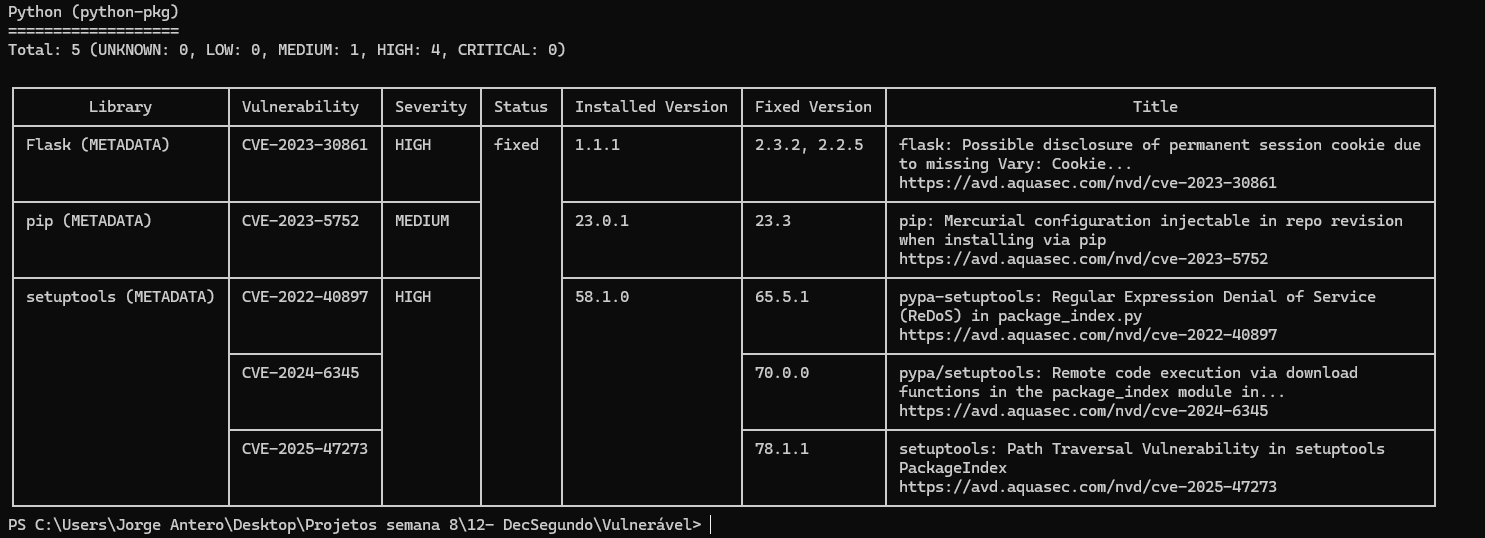 Python (python-pkg)
===================
Total: 5 (UNKNOWN: 0, LOW: 0, MEDIUM: 1, HIGH: 4, CRITICAL: 0)
Library Vulnerability Severity Status Installed Version Fixed Version Title
Flask (METADATA) CVE-2023-30861 HIGH fixed 1.1.1 2.3.2, 2.2.5 flask: Possible disclosure of permanent session cookie due
to missing Vary: Cookie...
https://avd.aquasec.com/nvd/cve-2023-30861
pip (METADATA) CVE-2023-5752 MEDIUM 23.0.1 23.3 pip: Mercurial configuration injectable in repo revision
when installing via pip
https://avd.aquasec.com/nvd/cve-2023-5752
setuptools (METADATA) CVE-2022-40897 HIGH 58.1.0 65.5.1 pypa-setuptools: Regular Expression Denial of Service
(ReDoS) in package_index.py
https://avd.aquasec.com/nvd/cve-2022-40897
CVE-2024-6345 70.0.0 pypa/setuptools: Remote code execution via download
functions in the package_index module in...
https://avd.aquasec.com/nvd/cve-2024-6345
CVE-2025-47273 78.1.1 setuptools: Path Traversal Vulnerability in setuptools
PackageIndex
https://avd.aquasec.com/nvd/cve-2025-47273
PS C:\Users\Jorge Antero\Desktop\Projetos semana 8\12- DecSegundo\Vulnerável>